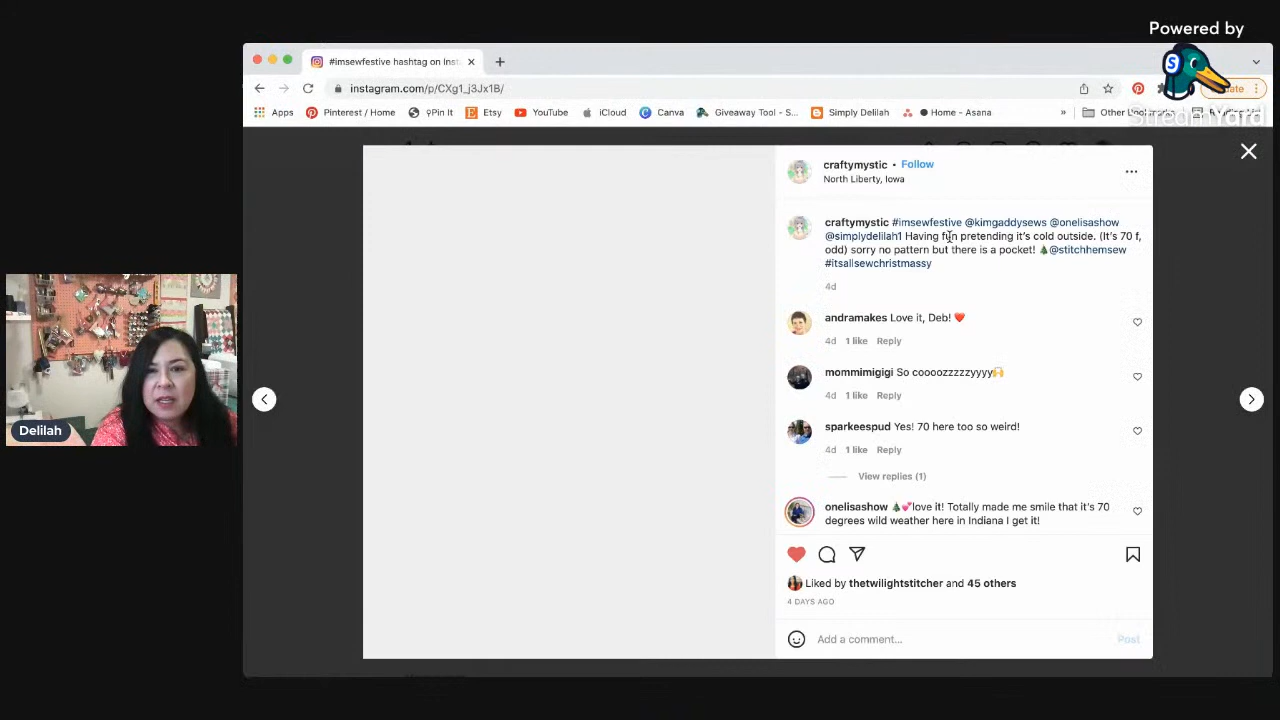 Powered by
StreamYard
#imsewfestive hashtag on inst
instagram.com/p/CXg1_j3Jx1B/
Apps
Pinterest / Home
Pin It
Etsy
YouTube
iCloud
Canva
Giveaway Tool - S...
Simply Delilah
Home - Asana
»
craftymystic • Follow
North Liberty, Iowa
craftymystic #imsewfestive @kimgaddysews @onelisashow
@simplydelilah1 Having fun pretending it's cold outside. (It's 70 f,
odd) sorry no pattern but there is a pocket! 🎄@stitchhemsew
#itsallsewchristmassy
4d
andramakes Love it, Deb! ❤️
4d 1 like Reply
mommimigigi So coooozzzzzyyyy🙌
4d 1 like Reply
sparkeespud Yes! 70 here too so weird!
4d 1 like Reply
View replies (1)
onelisashow 🎄💕love it! Totally made me smile that it's 70
degrees wild weather here in Indiana I get it!
Liked by thetwilightstitcher and 45 others
4 DAYS AGO
Add a comment...
Post
Delilah